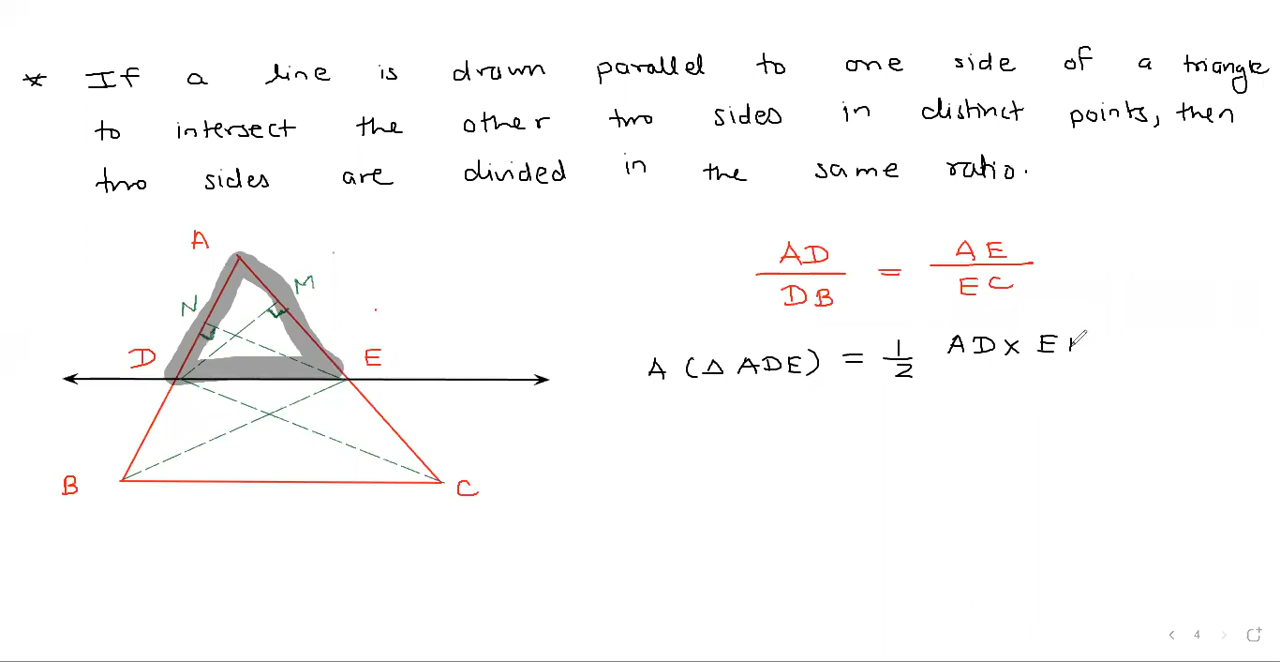 * If a line is drawn parallel to one side of a triangle
to intersect the other two sides in distinct points, then
two sides are divided in the same ratio.
A
N
M
D
E
B
C
AD/DB = AE/EC
A (△ ADE) = 1/2 AD × E
4